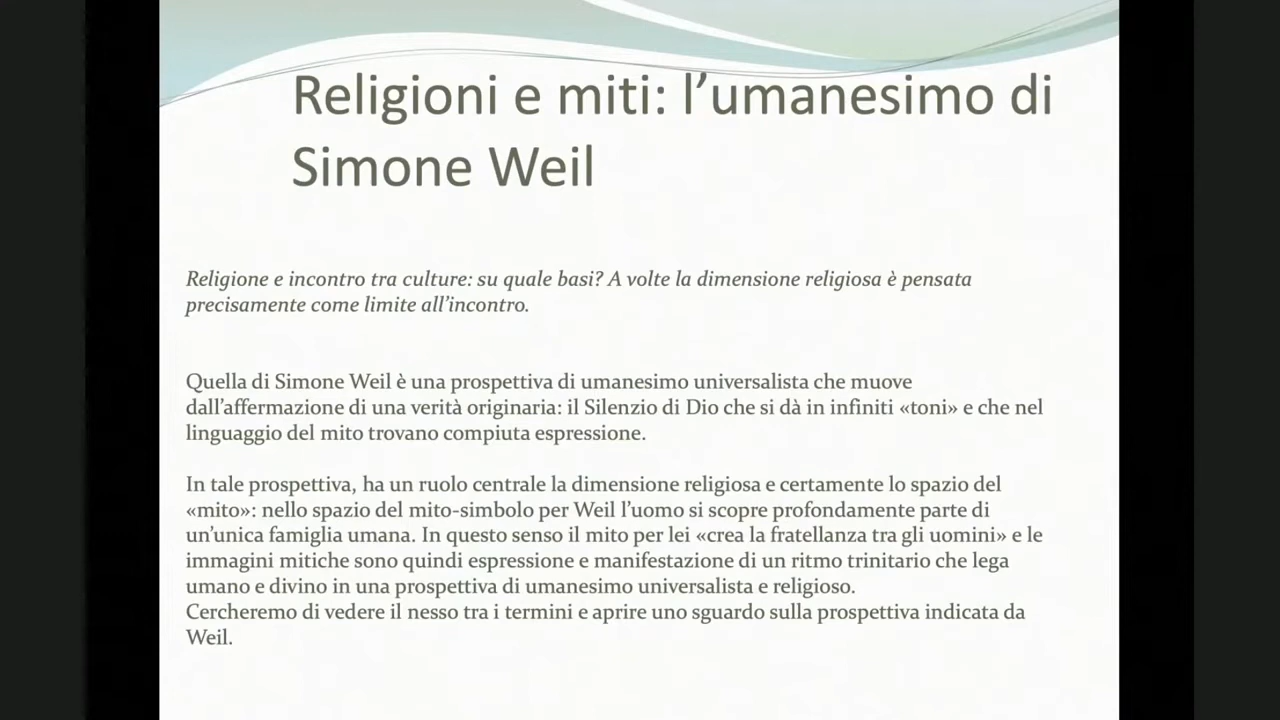 Religioni e miti: l’umanesimo di
Simone Weil
Religione e incontro tra culture: su quale basi? A volte la dimensione religiosa è pensata
precisamente come limite all’incontro.
Quella di Simone Weil è una prospettiva di umanesimo universalista che muove
dall’affermazione di una verità originaria: il Silenzio di Dio che si dà in infiniti «toni» e che nel
linguaggio del mito trovano compiuta espressione.
In tale prospettiva, ha un ruolo centrale la dimensione religiosa e certamente lo spazio del
«mito»: nello spazio del mito-simbolo per Weil l’uomo si scopre profondamente parte di
un’unica famiglia umana. In questo senso il mito per lei «crea la fratellanza tra gli uomini» e le
immagini mitiche sono quindi espressione e manifestazione di un ritmo trinitario che lega
umano e divino in una prospettiva di umanesimo universalista e religioso.
Cercheremo di vedere il nesso tra i termini e aprire uno sguardo sulla prospettiva indicata da
Weil.